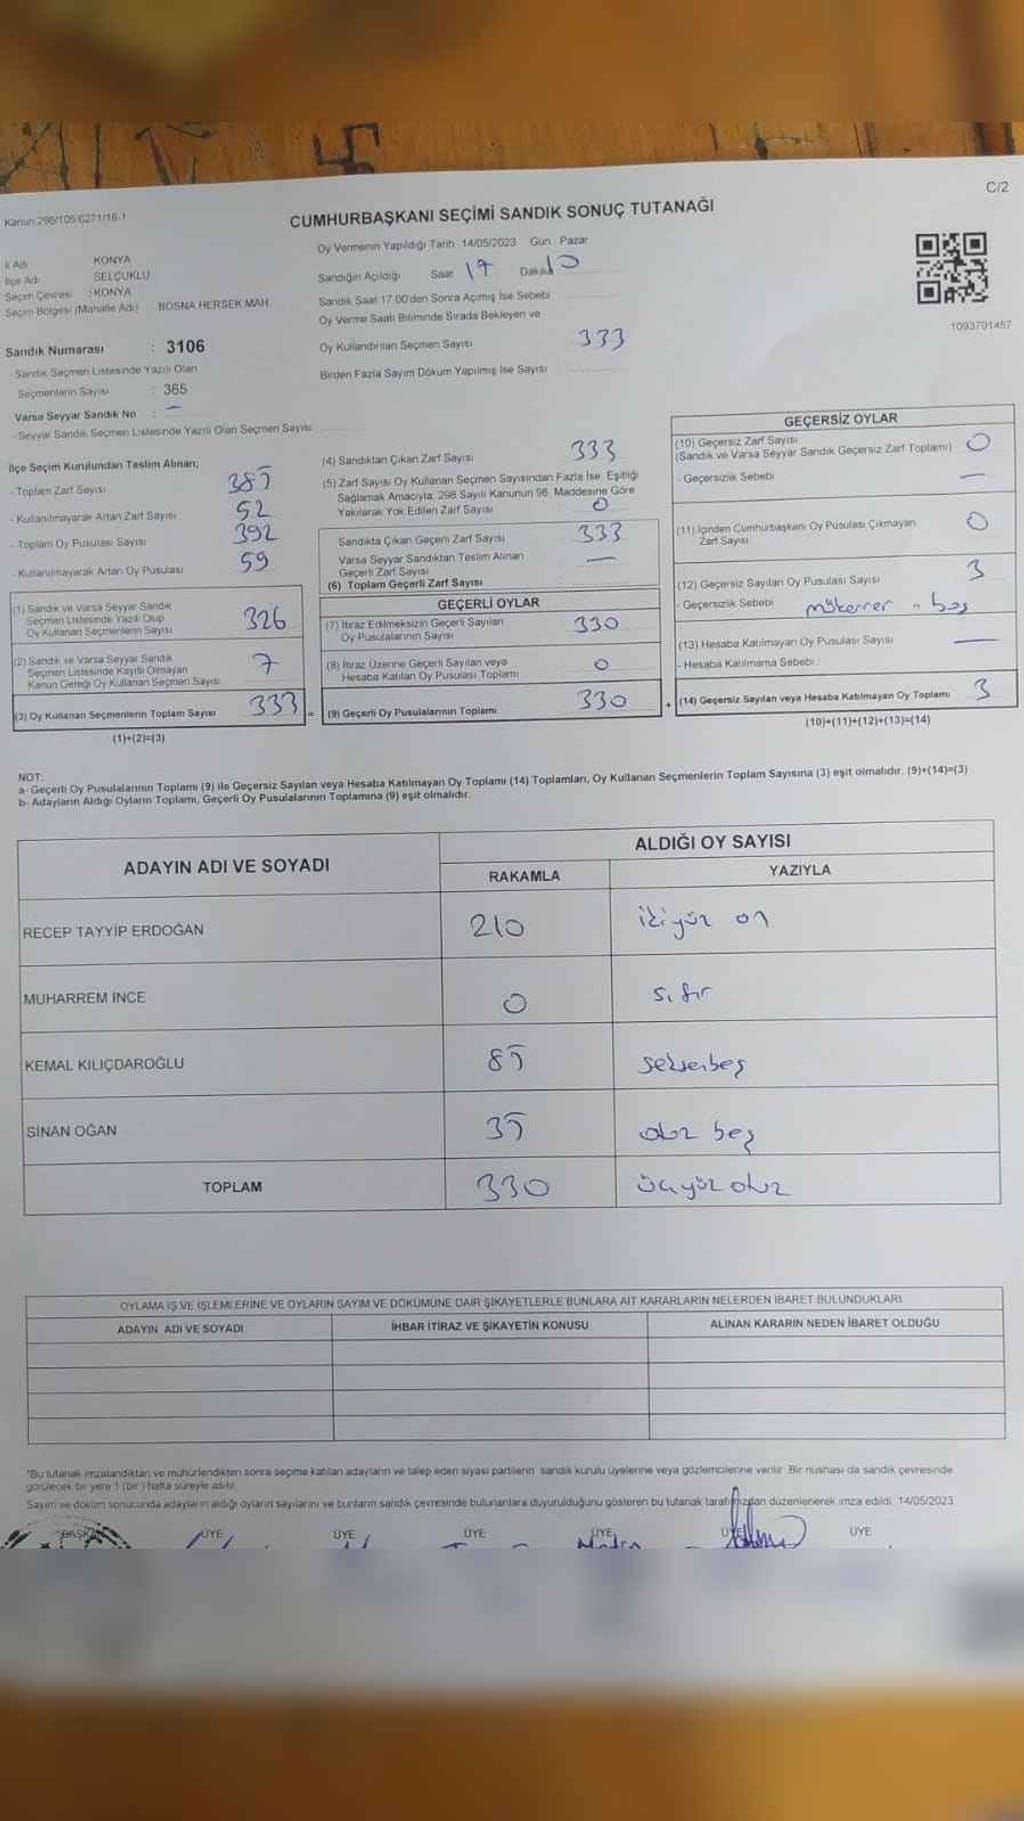 C/2
Kanun 298/105 6271/16-1
CUMHURBAŞKANI SEÇİMİ SANDIK SONUÇ TUTANAĞI
İl Adı KONYA
İlçe Adı SELÇUKLU
Seçim Çevresi : KONYA
Seçim Bölgesi (Mahalle Adı) BOSNA HERSEK MAH.
Oy Vermenin Yapıldığı Tarih 14/05/2023 Gün Pazar
Sandığın Açıldığı Saat 17 Dakika 10
Sandık Saat 17.00'den Sonra Açılmış İse Sebebi
Oy Verme Saati Bitiminde Sırada Bekleyen ve
Oy Kullandırılan Seçmen Sayısı 333
Birden Fazla Sayım Döküm Yapılmış İse Sayısı
1093701457
Sandık Numarası : 3106
- Sandık Seçmen Listesinde Yazılı Olan
Seçmenlerin Sayısı : 365
Varsa Seyyar Sandık No : —
- Seyyar Sandık Seçmen Listesinde Yazılı Olan Seçmen Sayısı
İlçe Seçim Kurulundan Teslim Alınan;
- Toplam Zarf Sayısı 385
- Kullanılmayarak Artan Zarf Sayısı 52
- Toplam Oy Pusulası Sayısı 392
- Kullanılmayarak Artan Oy Pusulası 59
(1) Sandık ve Varsa Seyyar Sandık
Seçmen Listesinde Yazılı Olup
Oy Kullanan Seçmenlerin Sayısı 326
(2) Sandık ve Varsa Seyyar Sandık
Seçmen Listesinde Kayıtlı Olmayan
Kanun Gereği Oy Kullanan Seçmen Sayısı 7
(3) Oy Kullanan Seçmenlerin Toplam Sayısı 333
(1)+(2)=(3)
(4) Sandıktan Çıkan Zarf Sayısı 333
(5) Zarf Sayısı Oy Kullanan Seçmen Sayısından Fazla İse, Eşitliği
Sağlamak Amacıyla; 298 Sayılı Kanunun 98. Maddesine Göre
Yakılarak Yok Edilen Zarf Sayısı 0
Sandıkta Çıkan Geçerli Zarf Sayısı 333
Varsa Seyyar Sandıktan Teslim Alınan
Geçerli Zarf Sayısı —
(6) Toplam Geçerli Zarf Sayısı
GEÇERLİ OYLAR
(7) İtiraz Edilmeksizin Geçerli Sayılan
Oy Pusulalarının Sayısı 330
(8) İtiraz Üzerine Geçerli Sayılan veya
Hesaba Katılan Oy Pusulası Toplamı 0
= (9) Geçerli Oy Pusulalarının Toplamı 330
GEÇERSİZ OYLAR
(10) Geçersiz Zarf Sayısı
(Sandık ve Varsa Seyyar Sandık Geçersiz Zarf Toplamı) 0
- Geçersizlik Sebebi —
(11) İçinden Cumhurbaşkanı Oy Pusulası Çıkmayan
Zarf Sayısı 0
(12) Geçersiz Sayılan Oy Pusulası Sayısı 3
- Geçersizlik Sebebi mükerrer - boş
(13) Hesaba Katılmayan Oy Pusulası Sayısı —
- Hesaba Katılmama Sebebi :
+ (14) Geçersiz Sayılan veya Hesaba Katılmayan Oy Toplamı 3
(10)+(11)+(12)+(13)=(14)
NOT:
a- Geçerli Oy Pusulalarının Toplamı (9) ile Geçersiz Sayılan veya Hesaba Katılmayan Oy Toplamı (14) Toplamları, Oy Kullanan Seçmenlerin Toplam Sayısına (3) eşit olmalıdır. (9)+(14)=(3)
b- Adayların Aldığı Oyların Toplamı, Geçerli Oy Pusulalarının Toplamına (9) eşit olmalıdır.
ADAYIN ADI VE SOYADI ALDIĞI OY SAYISI
RAKAMLA YAZIYLA
RECEP TAYYİP ERDOĞAN 210 ikiyüz on
MUHARREM İNCE 0 sıfır
KEMAL KILIÇDAROĞLU 85 seksenbeş
SİNAN OĞAN 35 otuz beş
TOPLAM 330 üçyüz otuz
OYLAMA İŞ VE İŞLEMLERİNE VE OYLARIN SAYIM VE DÖKÜMÜNE DAİR ŞİKAYETLERLE BUNLARA AİT KARARLARIN NELERDEN İBARET BULUNDUKLARI
ADAYIN ADI VE SOYADI İHBAR İTİRAZ VE ŞİKAYETİN KONUSU ALINAN KARARIN NEDEN İBARET OLDUĞU
*Bu tutanak imzalandıktan ve mühürlendikten sonra seçime katılan adayların ve talep eden siyasi partilerin sandık kurulu üyelerine veya gözlemcilerine verilir. Bir nüshası da sandık çevresinde
görülecek bir yere 1 (bir) hafta süreyle asılır.
Sayım ve döküm sonucunda adayların aldığı oyların sayılarını ve bunların sandık çevresinde bulunanlara duyurulduğunu gösteren bu tutanak tarafımızdan düzenlenerek imza edildi. 14/05/2023
BAŞKAN ÜYE ÜYE ÜYE ÜYE ÜYE ÜYE